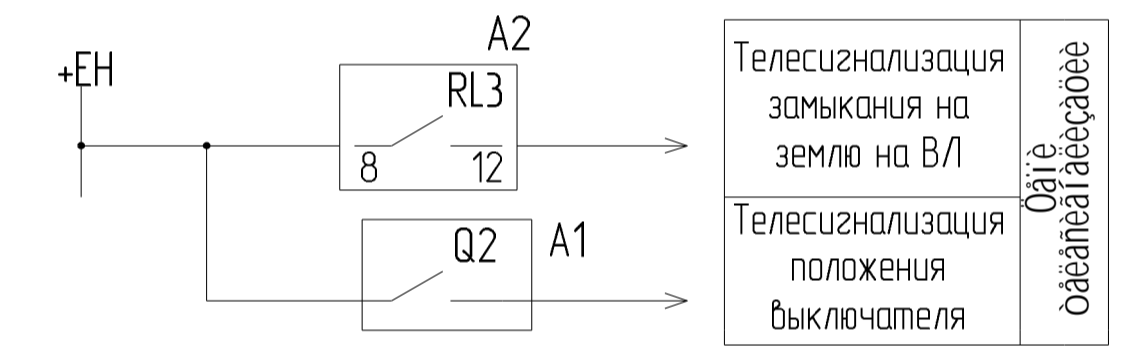 A2
+EH
RL3
8
12
Q2
A1
Телесигнализация
замыкания на
землю на ВЛ
Телесигнализация
положения
выключателя